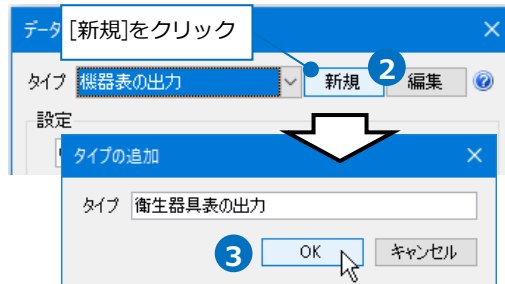 データ
[新規]をクリック
タイプ 機器表の出力 新規 2 編集
設定
タイプの追加
タイプ 衛生器具表の出力
3 OK キャンセル